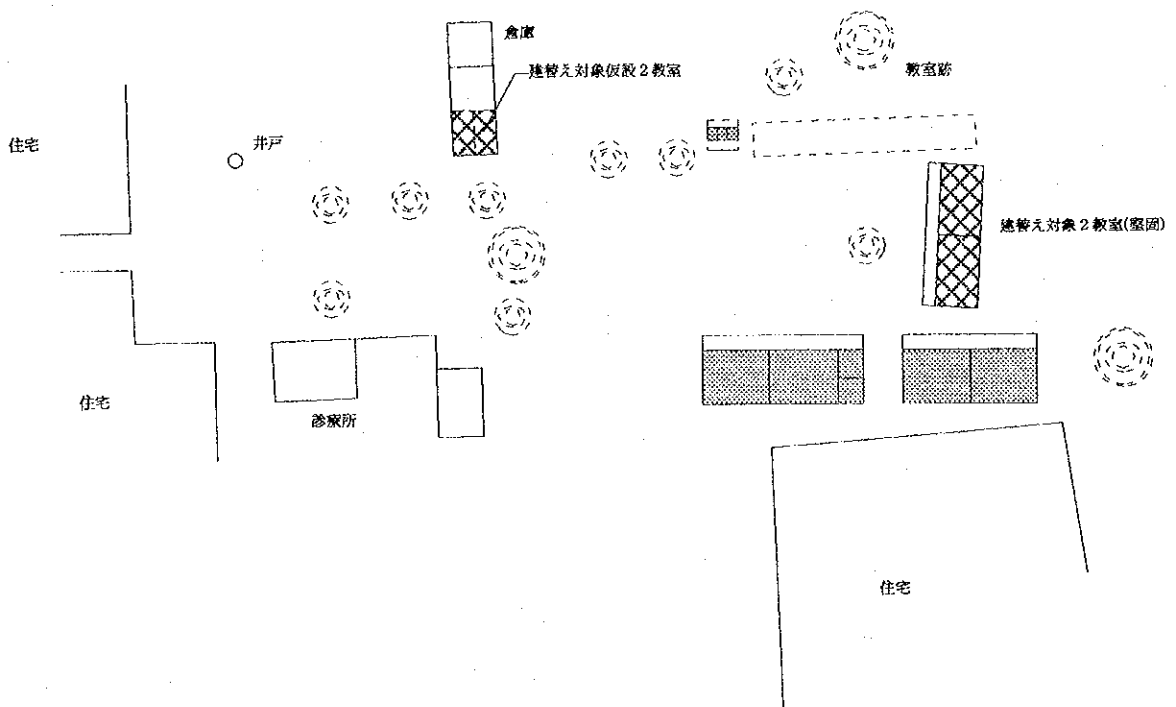 倉庫
建替え対象仮設2教室
教室跡
住宅
井戸
建替え対象2教室(堅固)
住宅
診療所
住宅